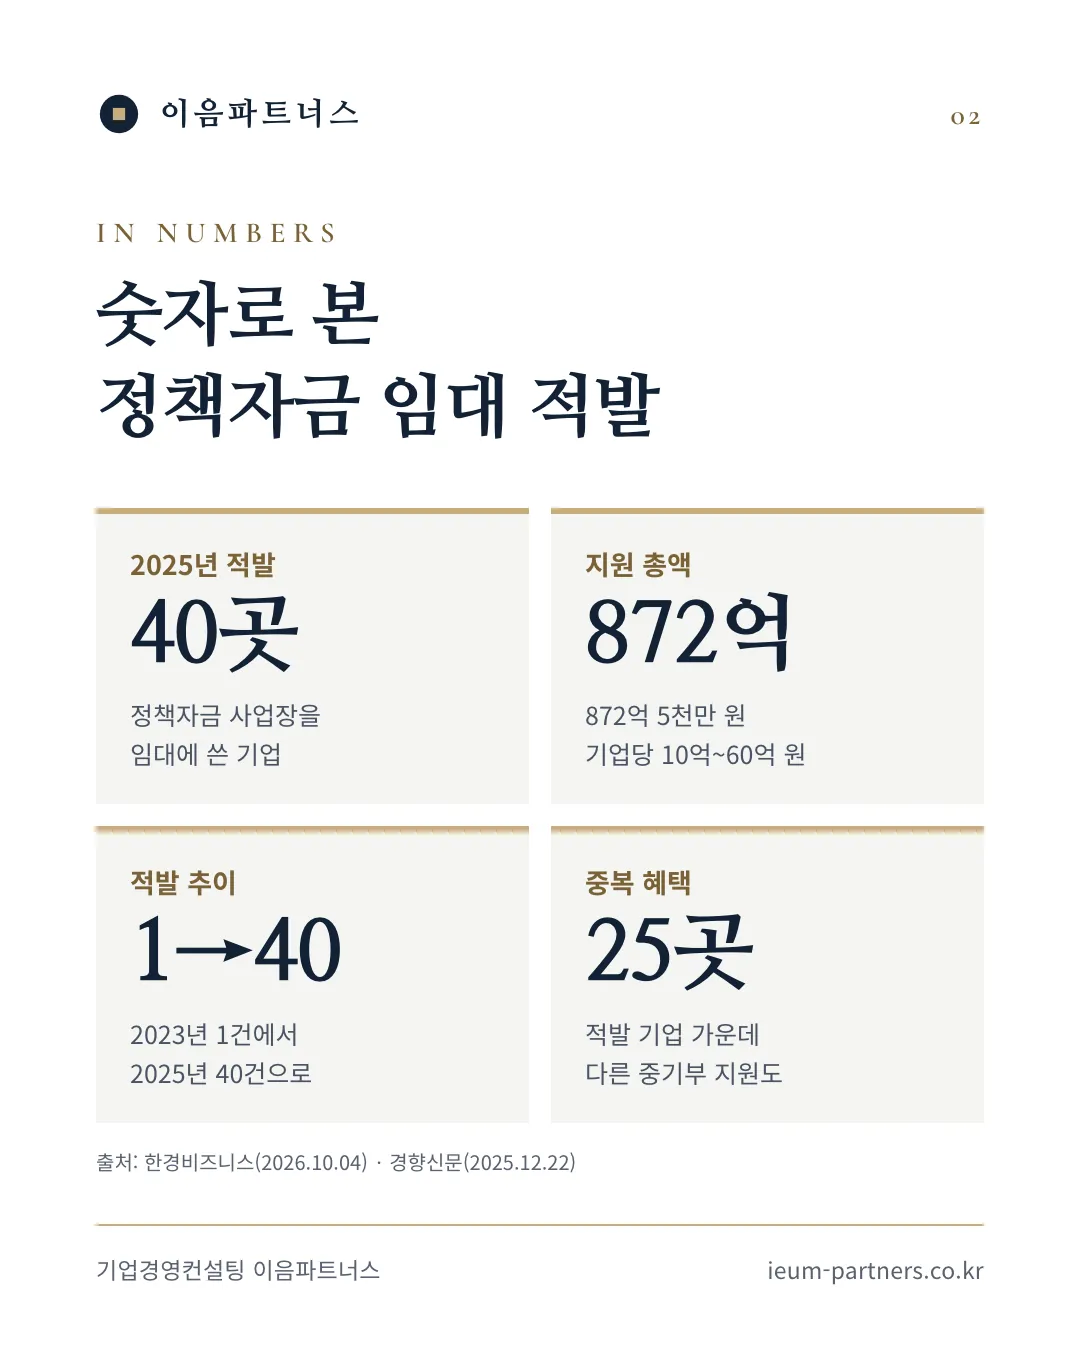 이음파트너스
02
IN NUMBERS
숫자로 본
정책자금 임대 적발
2025년 적발
40곳
정책자금 사업장을
임대에 쓴 기업
지원 총액
872억
872억 5천만 원
기업당 10억~60억 원
적발 추이
1→40
2023년 1건에서
2025년 40건으로
중복 혜택
25곳
적발 기업 가운데
다른 중기부 지원도
출처: 한경비즈니스(2026.10.04) · 경향신문(2025.12.22)
기업경영컨설팅 이음파트너스
ieum-partners.co.kr